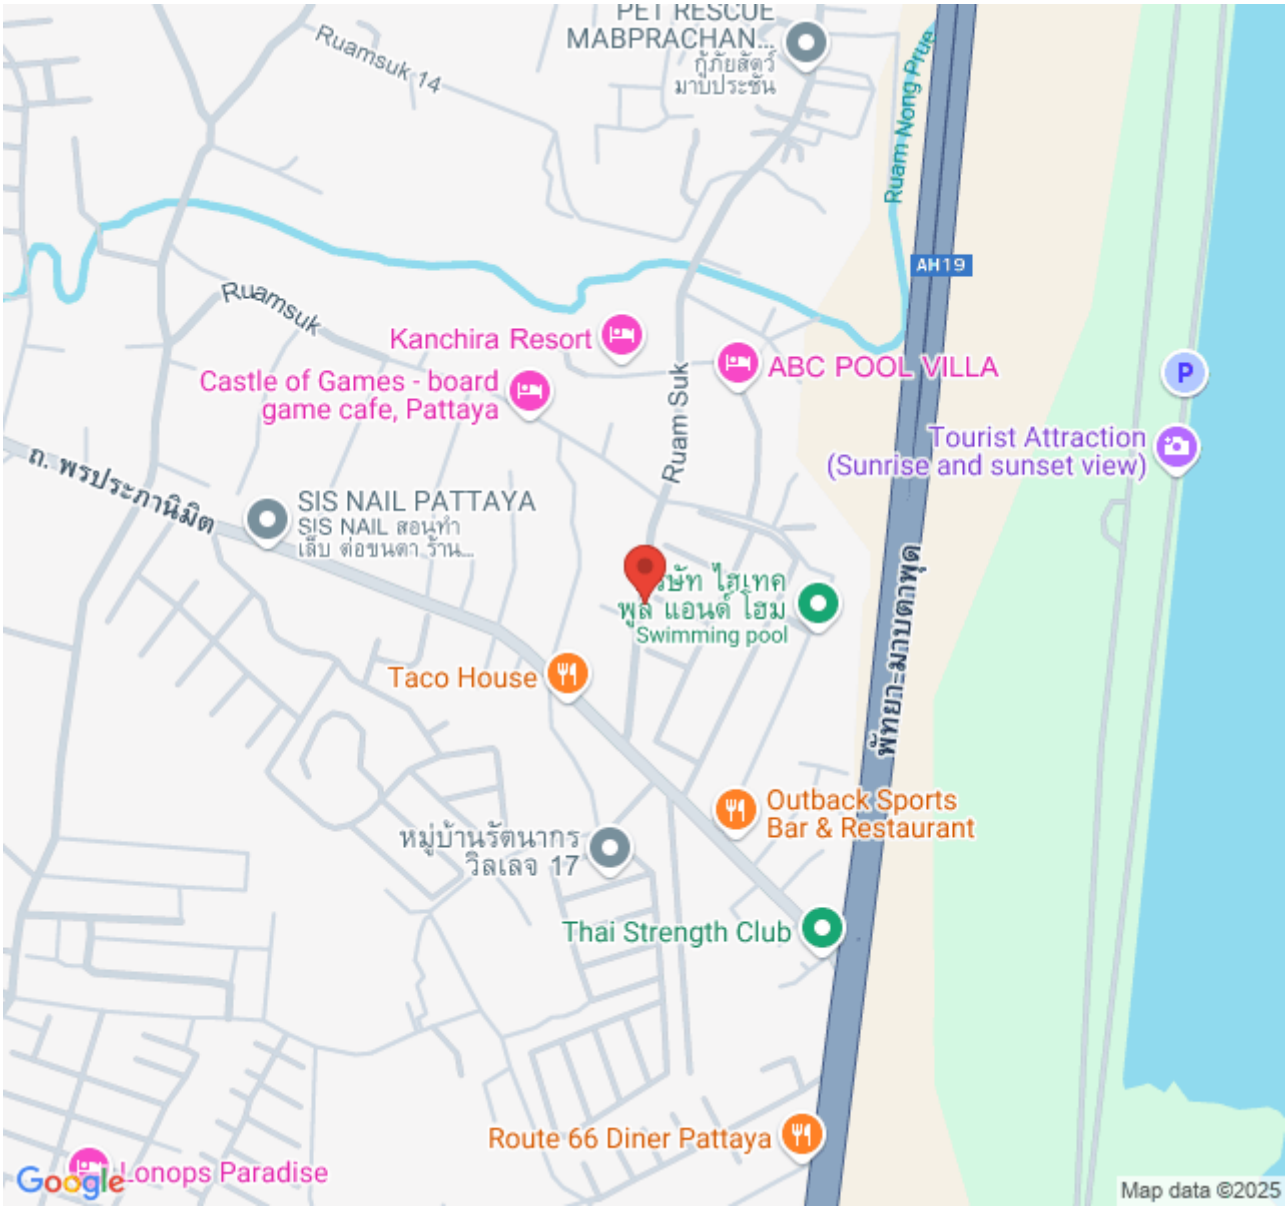 PET RESCUE
MABPRACHAN...
กู้ภัยสัตว์
มาบประชัน
Ruamsuk 14
Ruam Nong Prue
AH19
Ruamsuk
Kanchira Resort
ABC POOL VILLA
Castle of Games - board
game cafe, Pattaya
Ruam Suk
P
Tourist Attraction
(Sunrise and sunset view)
ถ. พรประภานิมิต
SIS NAIL PATTAYA
SIS NAIL สอนทำ
เล็บ ต่อขนตา ร้าน...
ไฮเทค
พูล แอนด์ โฮม
Swimming pool
พัทยา-มาบตาพุด
Taco House
Outback Sports
Bar & Restaurant
หมู่บ้านรัตนากร
วิลเลจ 17
Thai Strength Club
Route 66 Diner Pattaya
Lonops Paradise
Google
Map data ©2025